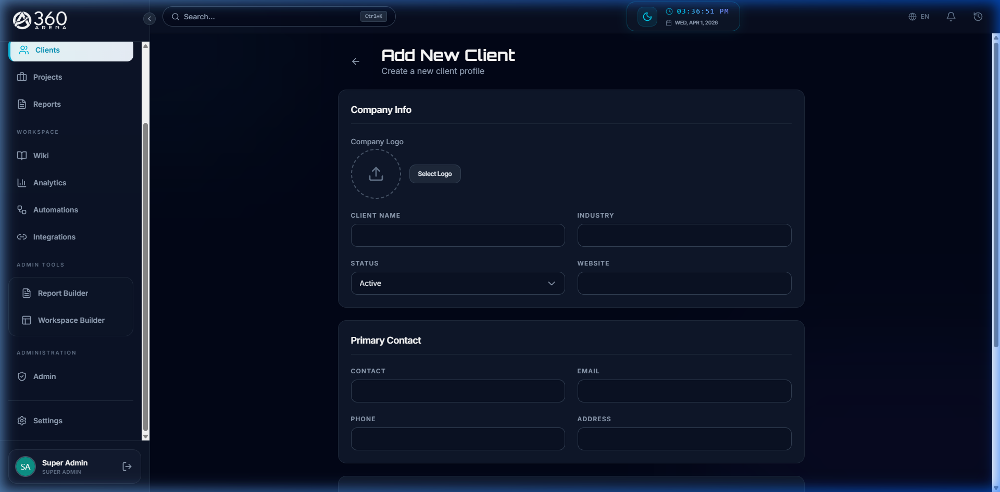 360
ARENA
Search...
Ctrl+K
03:36:51 PM
WED, APR 1, 2026
EN
Clients
Projects
Reports
WORKSPACE
Wiki
Analytics
Automations
Integrations
ADMIN TOOLS
Report Builder
Workspace Builder
ADMINISTRATION
Admin
Settings
SA
Super Admin
SUPER ADMIN
Add New Client
Create a new client profile
Company Info
Company Logo
Select Logo
CLIENT NAME
INDUSTRY
STATUS
WEBSITE
Active
Primary Contact
CONTACT
EMAIL
PHONE
ADDRESS